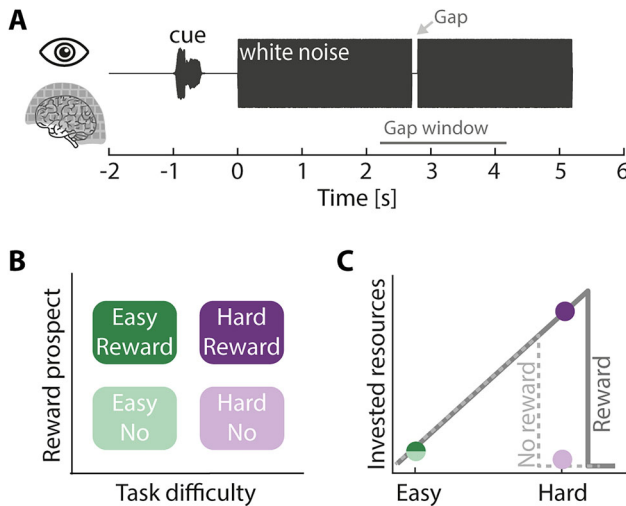 A
cue
Gap
white noise
Gap window
-2 -1 0 1 2 3 4 5 6
Time [s]
B
Reward prospect
Easy
Reward
Hard
Reward
Easy
No
Hard
No
Task difficulty
C
Invested resources
No reward
Reward
Easy
Hard